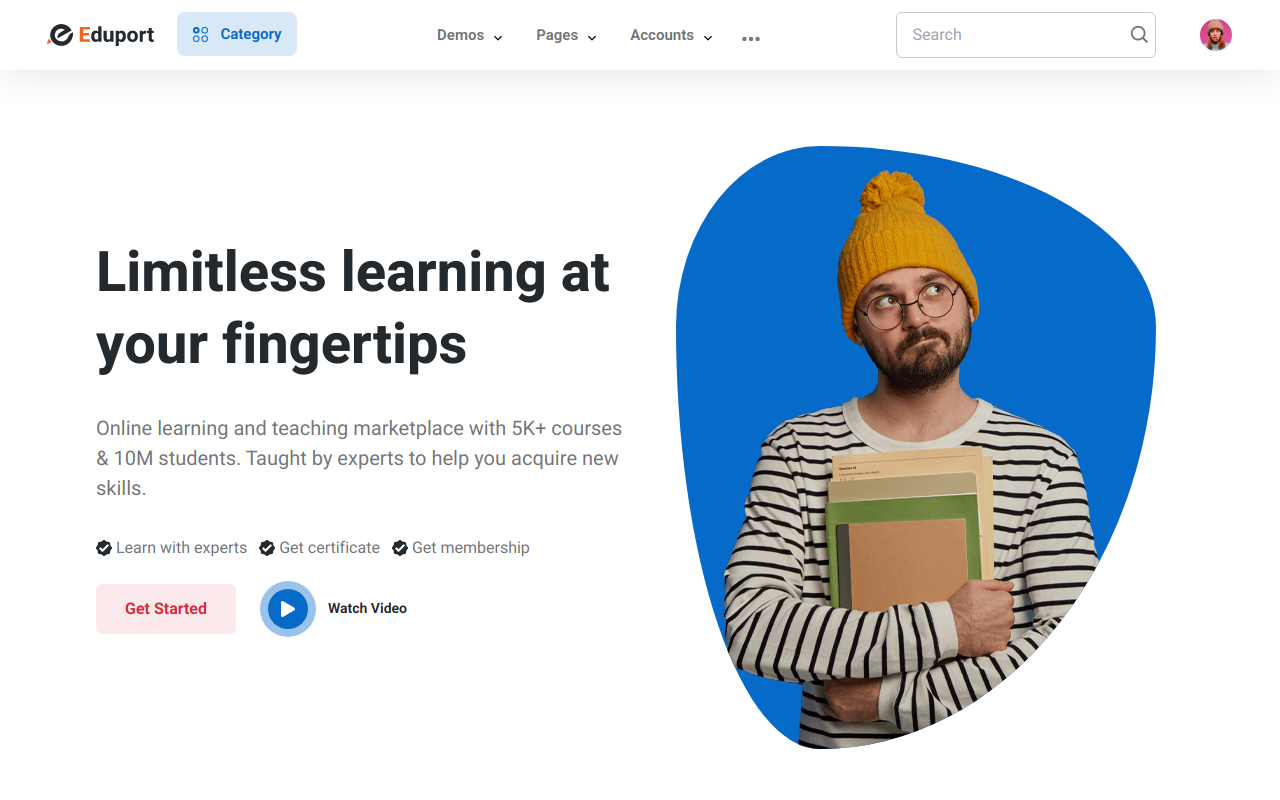 Eduport
Category
Demos
Pages
Accounts
Search
Limitless learning at
your fingertips
Online learning and teaching marketplace with 5K+ courses
& 10M students. Taught by experts to help you acquire new
skills.
Learn with experts Get certificate Get membership
Get Started
Watch Video